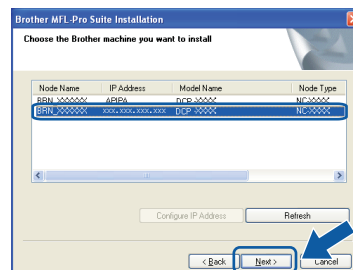 Brother MFL-Pro Suite Installation
Choose the Brother machine you want to install
Node Name IP Address Model Name Node Type
BRN_XXXXXX APIPA DCP-XXXX NC-XXXX
BRN_XXXXXX xxx.xxx.xxx.xxx DCP-XXXX NC-XXXX
Configure IP Address Refresh
< Back Next > Cancel